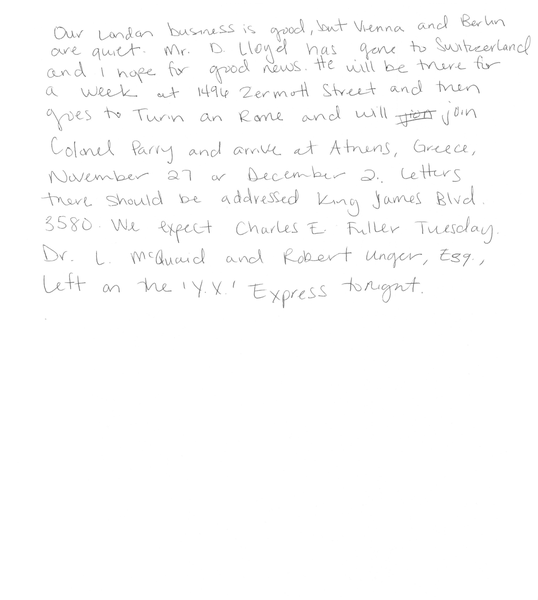 Our London business is good, but Vienna and Berlin
are quiet. Mr. D. Lloyd has gone to Switzerland
and I hope for good news. He will be there for
a week at 1496 Zermott Street and then
goes to Turin an Rome and will join
Colonel Parry and arrive at Athens, Greece,
November 27 or December 2. Letters
there should be addressed King James Blvd.
3580. We expect Charles E. Fuller Tuesday.
Dr. L. McQuaid and Robert Unger, Esq.,
left on the 'Y.X.' Express tonight.